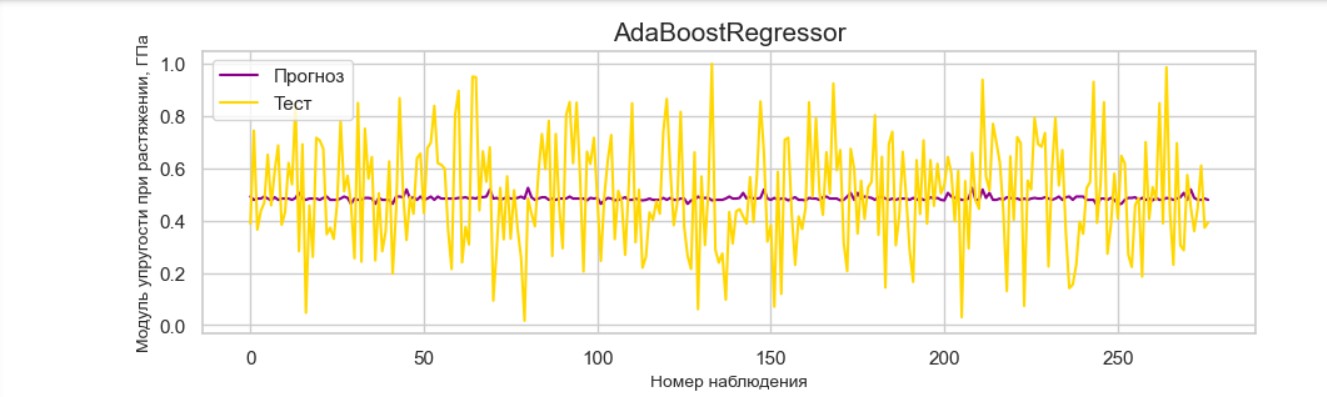 AdaBoostRegressor
Модуль упругости при растяжении, ГПа
1.0
0.8
0.6
0.4
0.2
0.0
Прогноз
Тест
0 50 100 150 200 250
Номер наблюдения